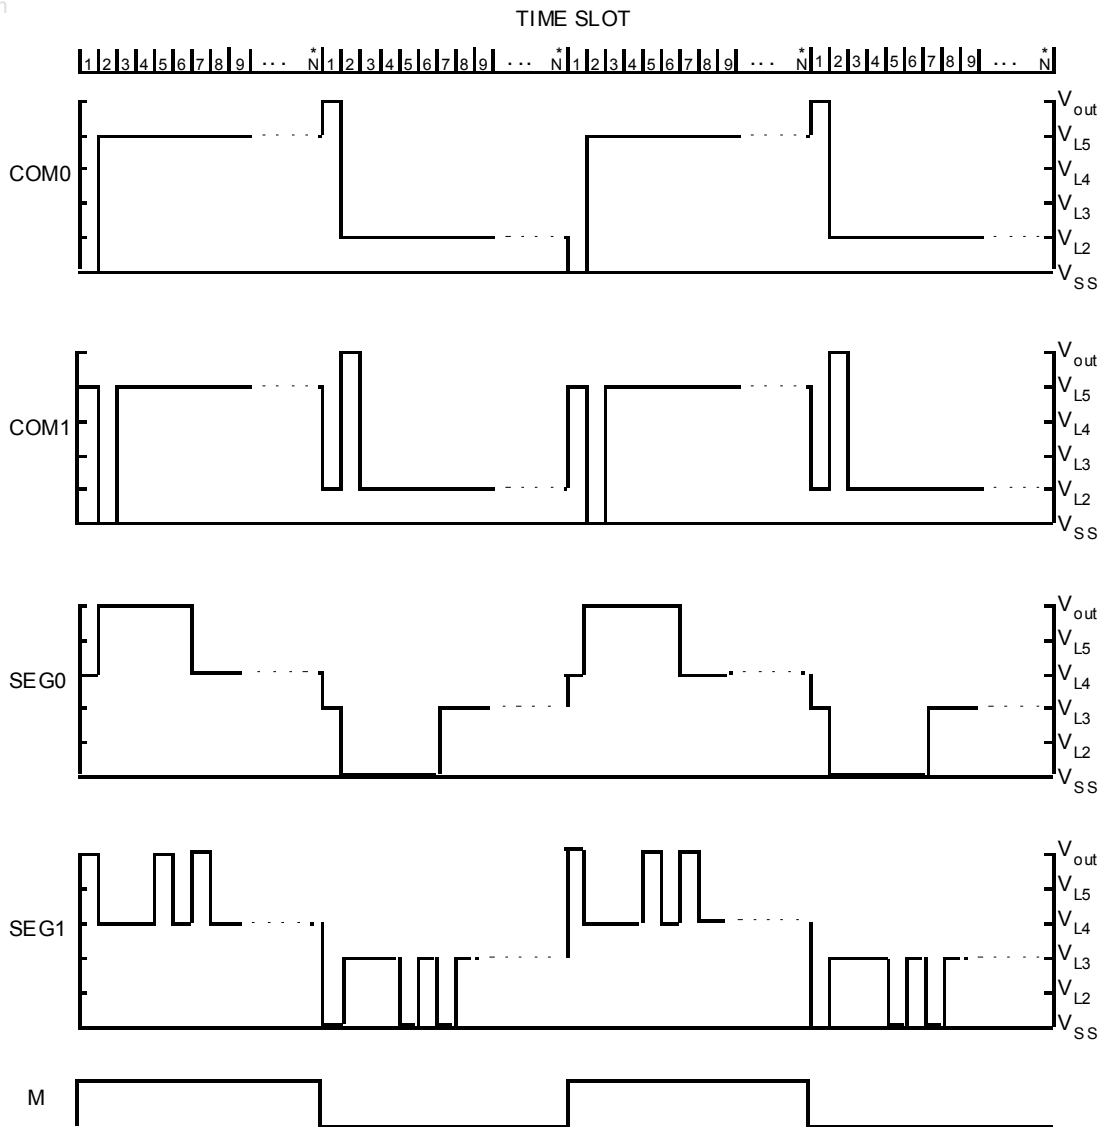 n
TIME SLOT
1 2 3 4 5 6 7 8 9 ... *N 1 2 3 4 5 6 7 8 9 ... *N 1 2 3 4 5 6 7 8 9 ... *N 1 2 3 4 5 6 7 8 9 ... *N
COM0
Vout
VL5
VL4
VL3
VL2
VSS
COM1
Vout
VL5
VL4
VL3
VL2
VSS
SEG0
Vout
VL5
VL4
VL3
VL2
VSS
SEG1
Vout
VL5
VL4
VL3
VL2
VSS
M